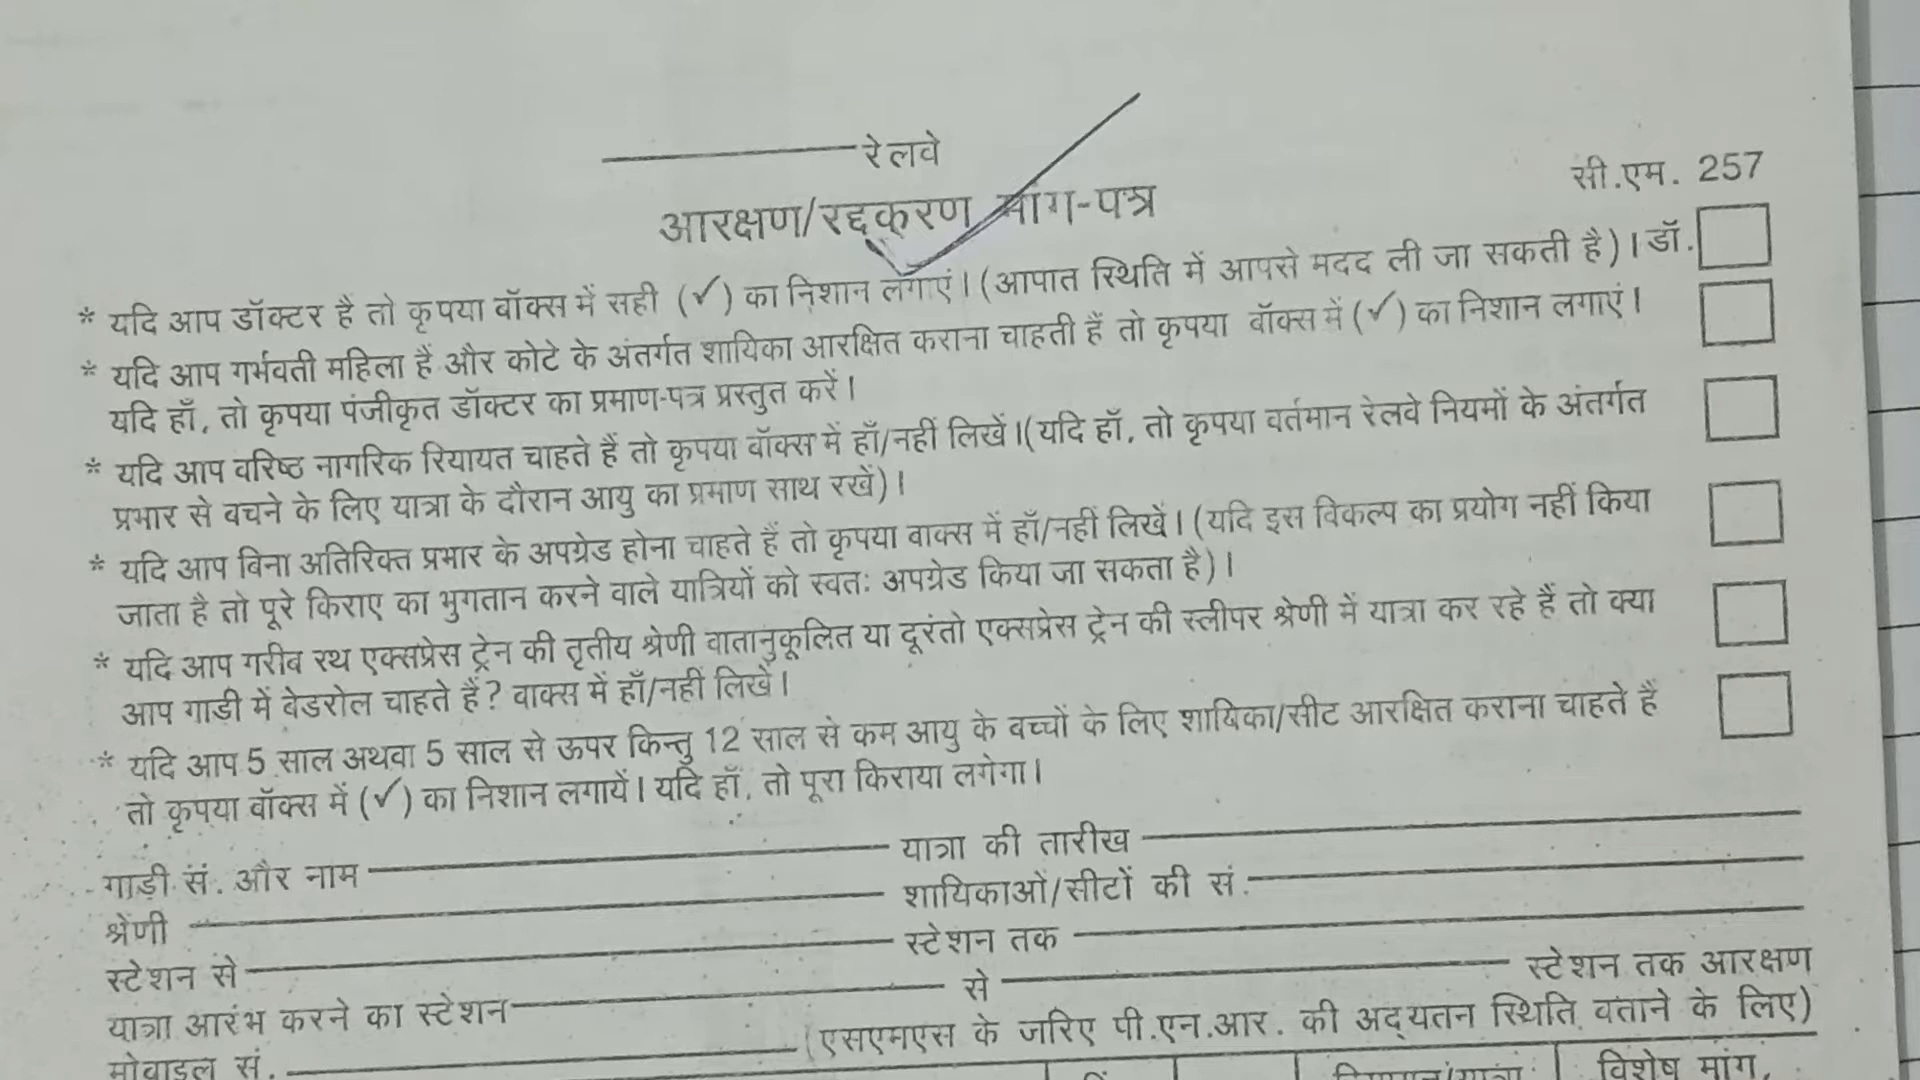 रेलवे
सी.एम. 257
आरक्षण/रद्दकरण मांग-पत्र
* यदि आप डॉक्टर है तो कृपया बॉक्स में सही (✓) का निशान लगाएं। (आपात स्थिति में आपसे मदद ली जा सकती है)। डॉ.
* यदि आप गर्भवती महिला हैं और कोटे के अंतर्गत शायिका आरक्षित कराना चाहती हैं तो कृपया बॉक्स में (✓) का निशान लगाएं।
यदि हाँ, तो कृपया पंजीकृत डॉक्टर का प्रमाण-पत्र प्रस्तुत करें।
* यदि आप वरिष्ठ नागरिक रियायत चाहते हैं तो कृपया बॉक्स में हाँ/नहीं लिखें।(यदि हाँ, तो कृपया वर्तमान रेलवे नियमों के अंतर्गत
प्रभार से बचने के लिए यात्रा के दौरान आयु का प्रमाण साथ रखें)।
* यदि आप बिना अतिरिक्त प्रभार के अपग्रेड होना चाहते हैं तो कृपया वाक्स में हाँ/नहीं लिखें। (यदि इस विकल्प का प्रयोग नहीं किया
जाता है तो पूरे किराए का भुगतान करने वाले यात्रियों को स्वतः अपग्रेड किया जा सकता है)।
* यदि आप गरीब रथ एक्सप्रेस ट्रेन की तृतीय श्रेणी वातानुकूलित या दूरंतो एक्सप्रेस ट्रेन की स्लीपर श्रेणी में यात्रा कर रहे हैं तो क्या
आप गाड़ी में बेडरोल चाहते हैं? वाक्स में हाँ/नहीं लिखें।
* यदि आप 5 साल अथवा 5 साल से ऊपर किन्तु 12 साल से कम आयु के बच्चों के लिए शायिका/सीट आरक्षित कराना चाहते हैं
तो कृपया बॉक्स में (✓) का निशान लगायें। यदि हाँ, तो पूरा किराया लगेगा।
गाड़ी सं. और नाम यात्रा की तारीख
श्रेणी शायिकाओं/सीटों की सं.
स्टेशन से स्टेशन तक
यात्रा आरंभ करने का स्टेशन से स्टेशन तक आरक्षण
मोबाइल सं. (एसएमएस के जरिए पी.एन.आर. की अद्यतन स्थिति बताने के लिए)
विशेष मांग,